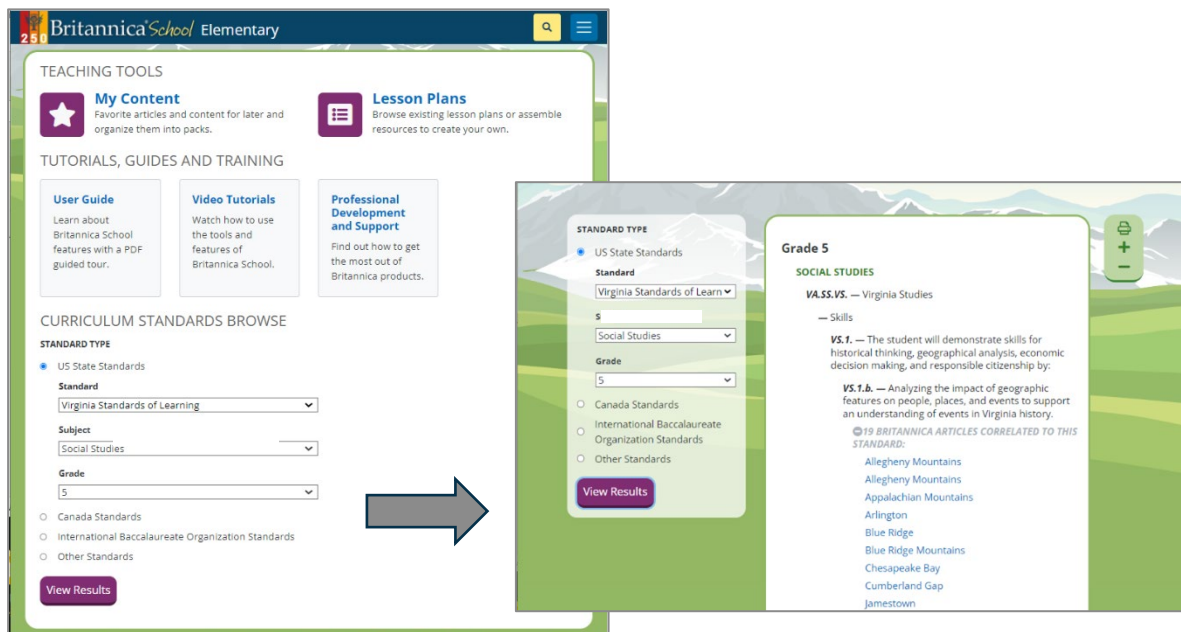 250
Britannica School Elementary
TEACHING TOOLS
My Content
Favorite articles and content for later and
organize them into packs.
Lesson Plans
Browse existing lesson plans or assemble
resources to create your own.
TUTORIALS, GUIDES AND TRAINING
User Guide
Learn about
Britannica School
features with a PDF
guided tour.
Video Tutorials
Watch how to use
the tools and
features of
Britannica School.
Professional
Development
and Support
Find out how to get
the most out of
Britannica products.
CURRICULUM STANDARDS BROWSE
STANDARD TYPE
US State Standards
Standard
Virginia Standards of Learning
Subject
Social Studies
Grade
5
Canada Standards
International Baccalaureate Organization Standards
Other Standards
View Results
STANDARD TYPE
US State Standards
Standard
Virginia Standards of Learn
Social Studies
Grade
5
Canada Standards
International Baccalaureate
Organization Standards
Other Standards
View Results
Grade 5
SOCIAL STUDIES
VA.SS.VS. — Virginia Studies
— Skills
VS.1. — The student will demonstrate skills for
historical thinking, geographical analysis, economic
decision making, and responsible citizenship by:
VS.1.b. — Analyzing the impact of geographic
features on people, places, and events to support
an understanding of events in Virginia history.
19 BRITANNICA ARTICLES CORRELATED TO THIS
STANDARD:
Allegheny Mountains
Allegheny Mountains
Appalachian Mountains
Arlington
Blue Ridge
Blue Ridge Mountains
Chesapeake Bay
Cumberland Gap
Jamestown